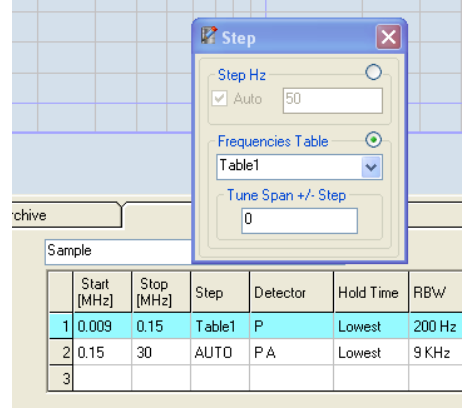 Step
Step Hz
Auto 50
Frequencies Table
Table1
Tune Span +/- Step
0
rchive
Sample
Start [MHz] Stop [MHz] Step Detector Hold Time RBW
1 0.009 0.15 Table1 P Lowest 200 Hz
2 0.15 30 AUTO P A Lowest 9 KHz
3